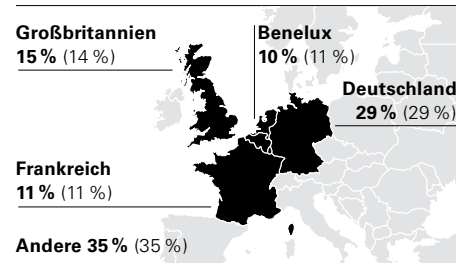 Großbritannien
15 % (14 %)
Benelux
10 % (11 %)
Deutschland
29 % (29 %)
Frankreich
11 % (11 %)
Andere 35 % (35 %)